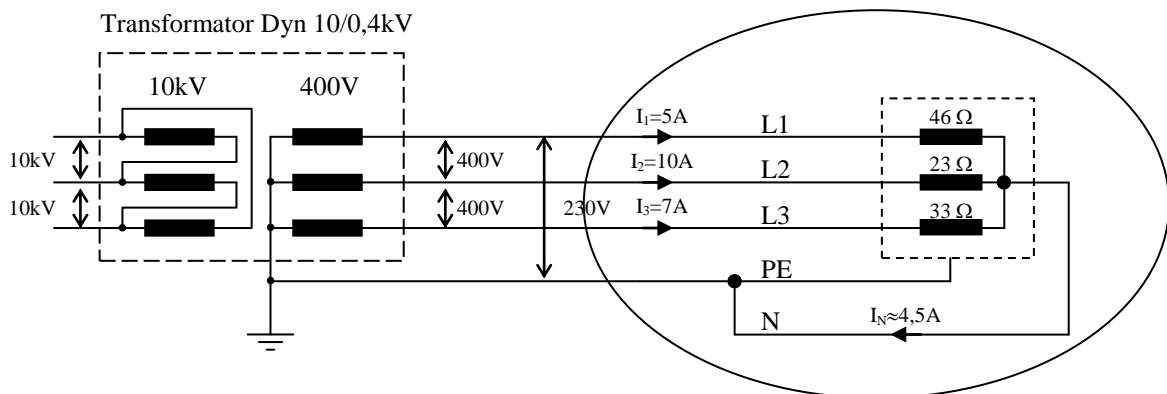 Transformator Dyn 10/0,4kV
10kV
400V
10kV
10kV
400V
400V
230V
I₁=5A
L1
46 Ω
I₂=10A
L2
23 Ω
I₃=7A
L3
33 Ω
PE
N
I_N≈4,5A